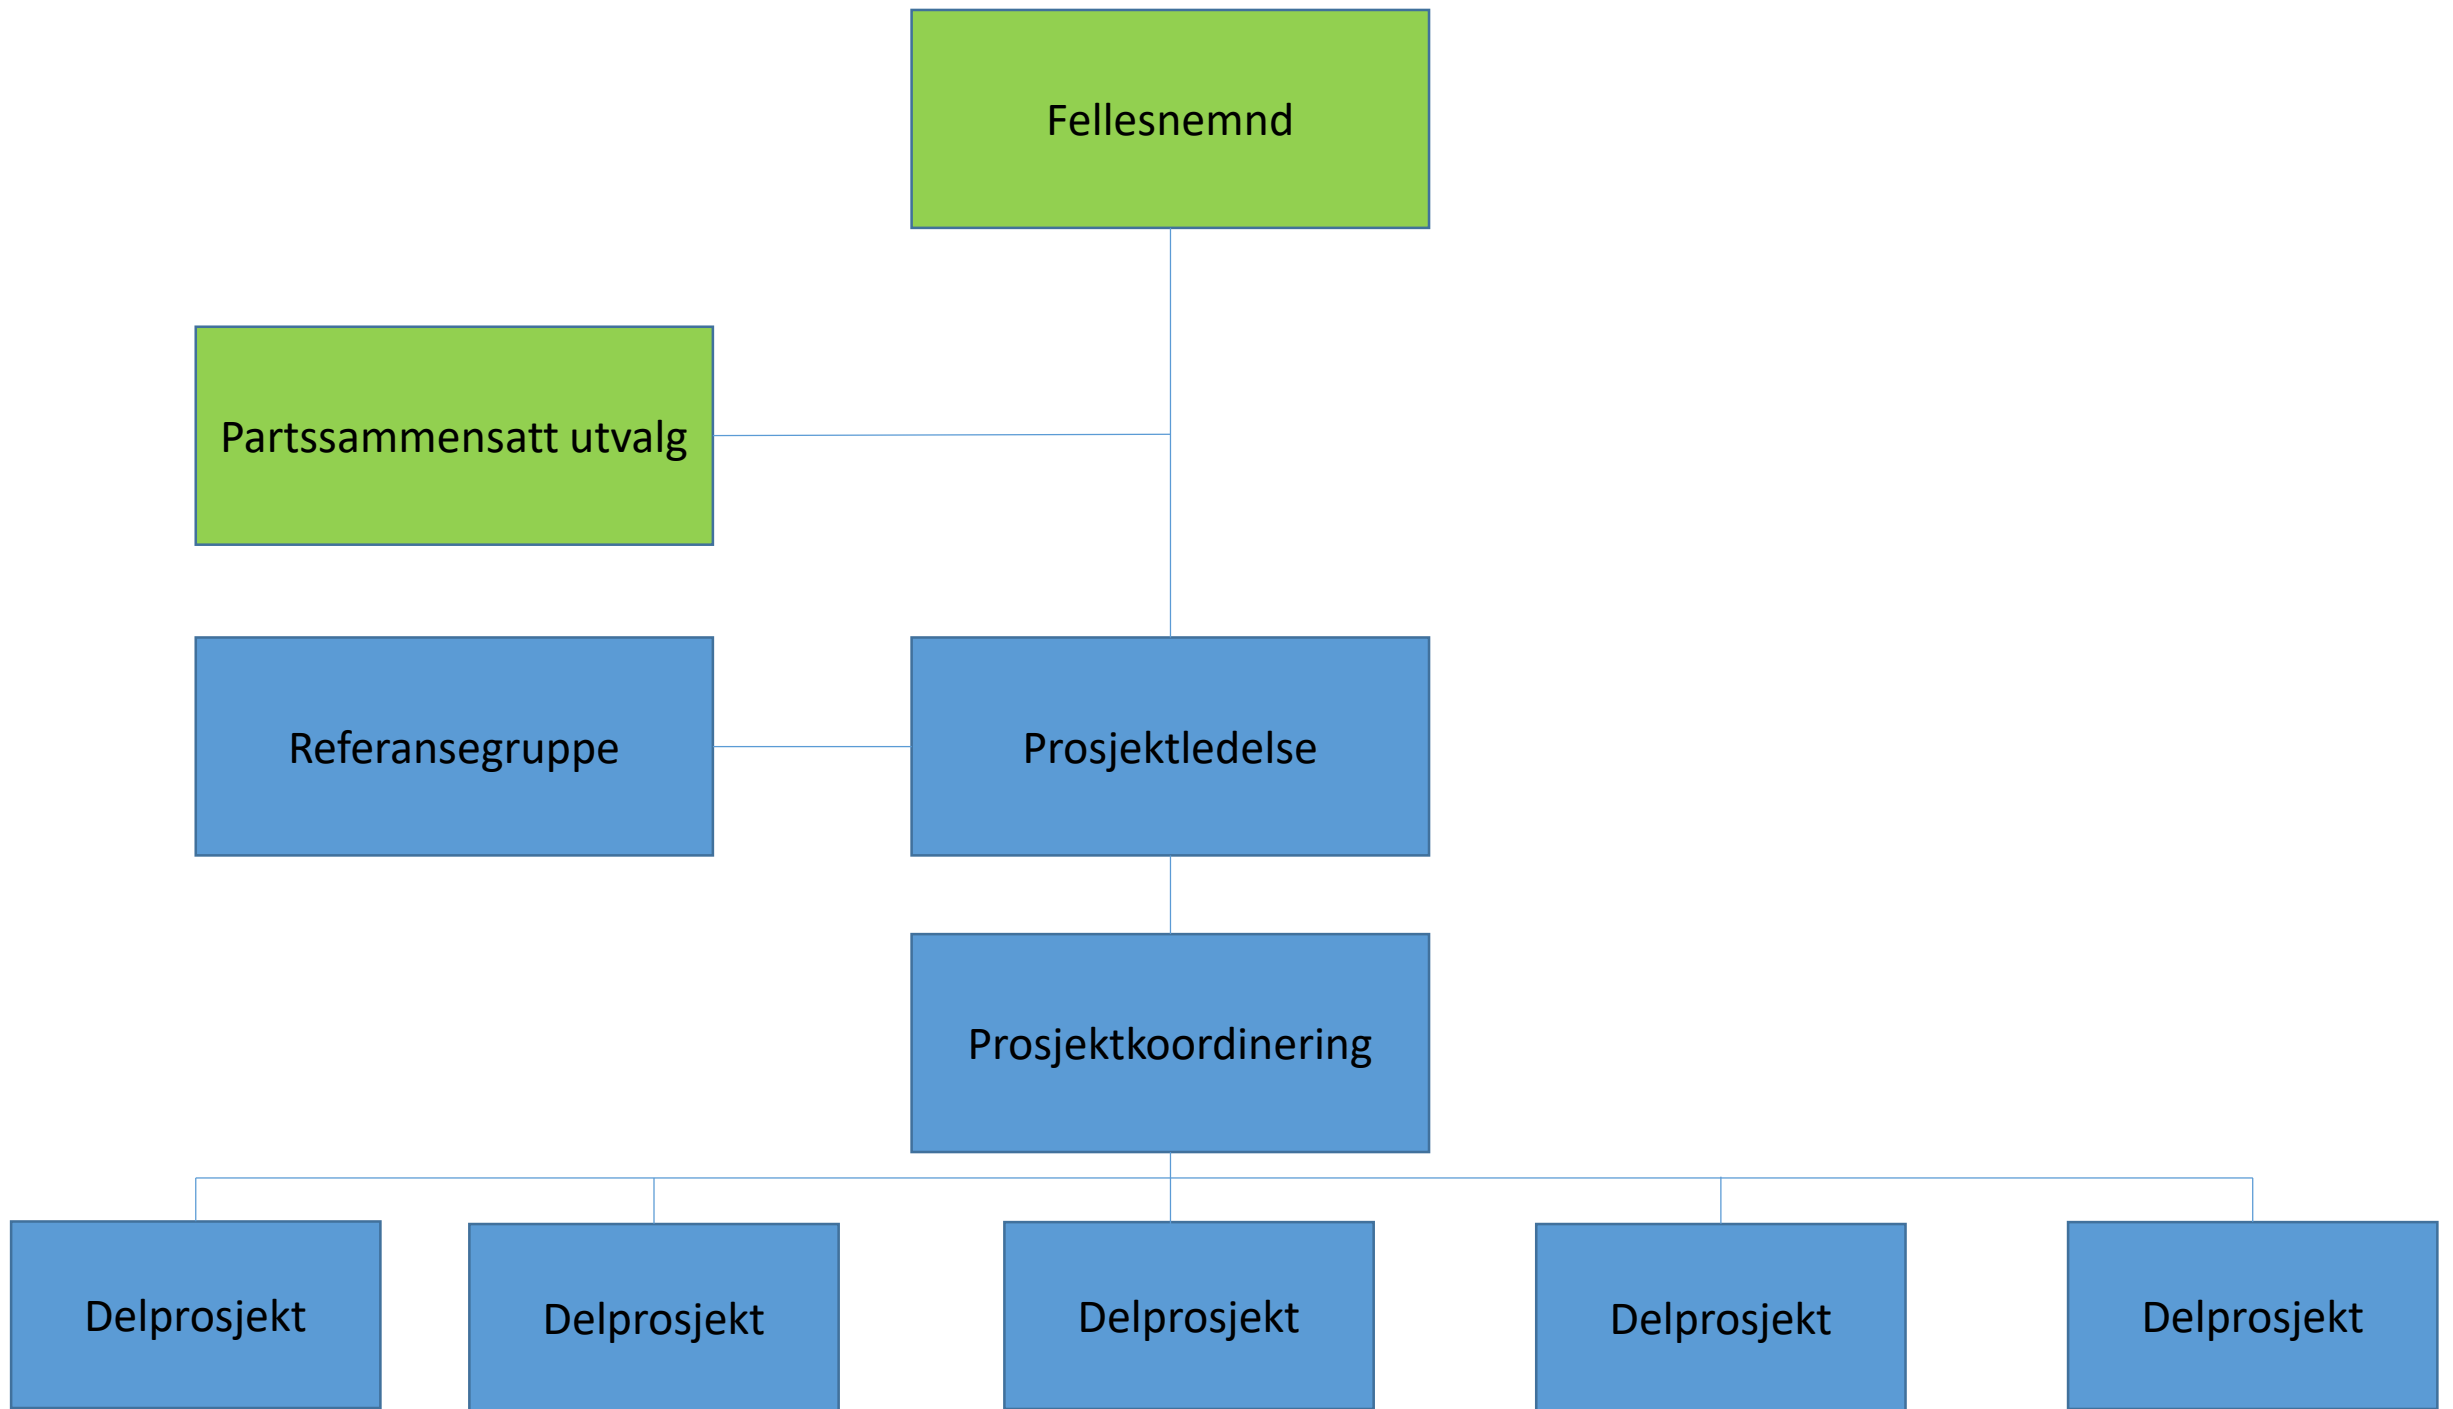 Fellesnemnd
Partssammensatt utvalg
Referansegruppe
Prosjektledelse
Prosjektkoordinering
Delprosjekt
Delprosjekt
Delprosjekt
Delprosjekt
Delprosjekt